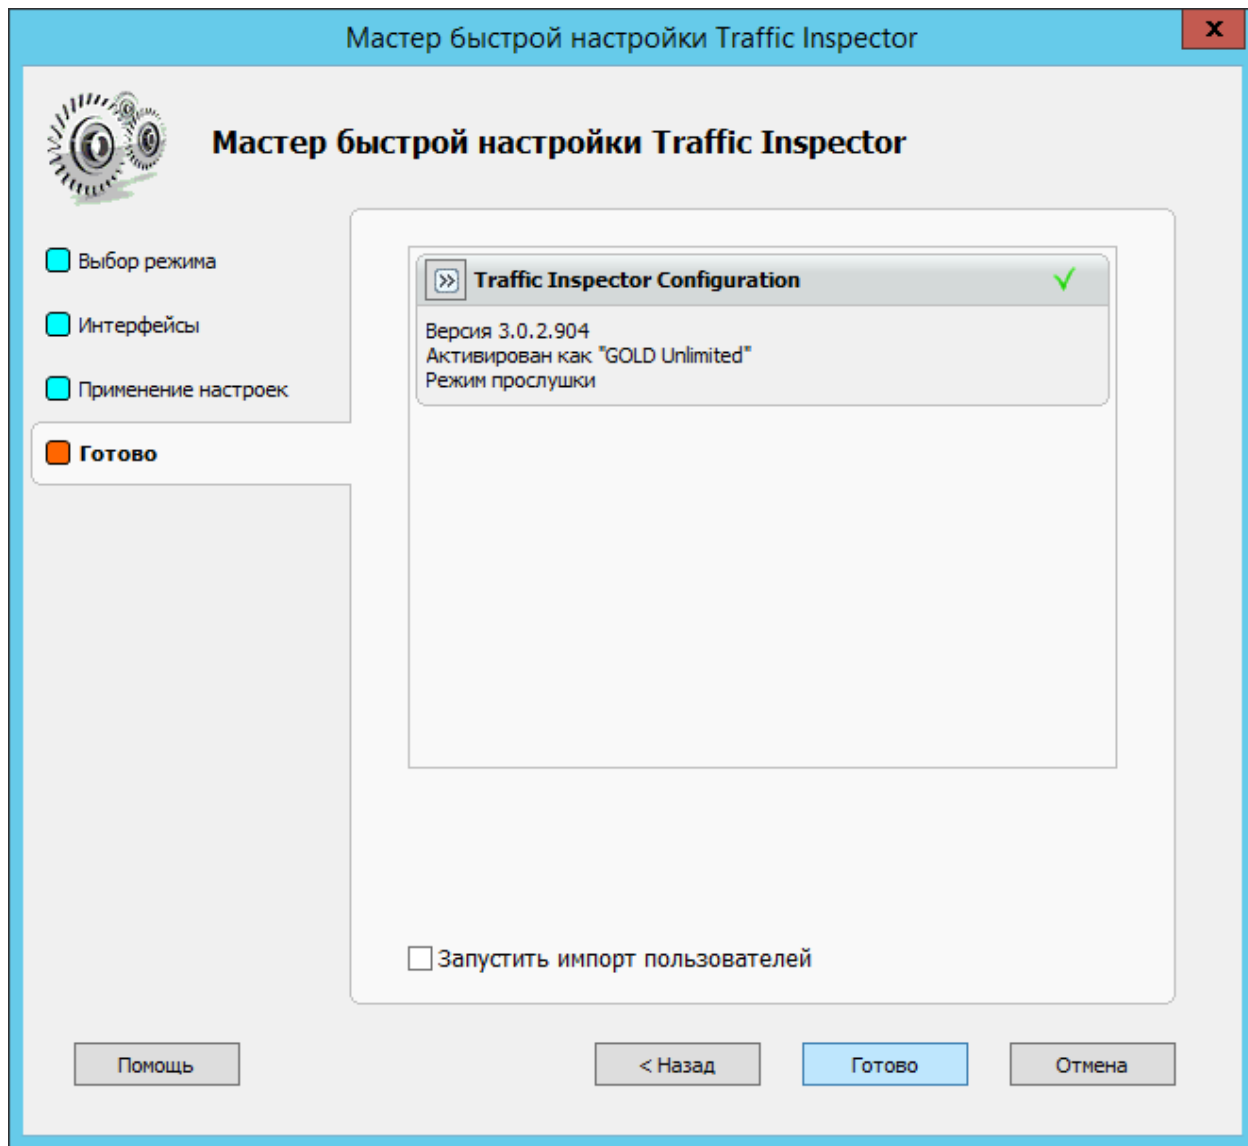 Мастер быстрой настройки Traffic Inspector
x
Мастер быстрой настройки Traffic Inspector
Выбор режима
Интерфейсы
Применение настроек
Готово
Traffic Inspector Configuration
Версия 3.0.2.904
Активирован как "GOLD Unlimited"
Режим прослушки
Запустить импорт пользователей
Помощь
< Назад
Готово
Отмена